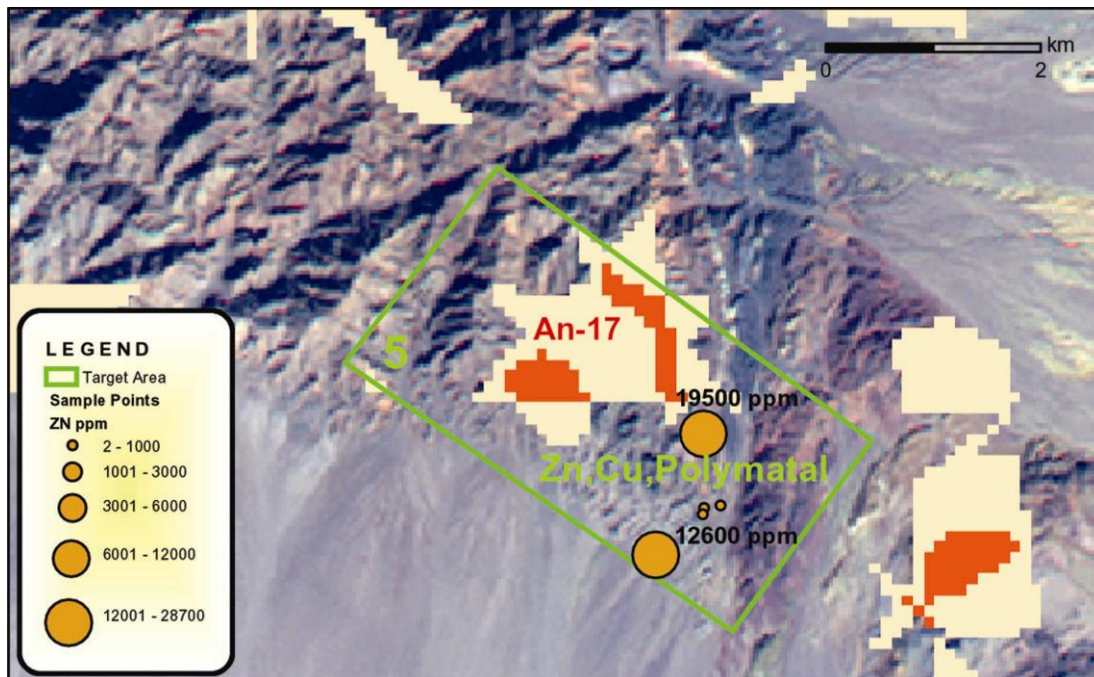 km
0 2
An-17
5
19500 ppm
Zn,Cu,Polymatal
12600 ppm
LEGEND
Target Area
Sample Points
ZN ppm
2 - 1000
1001 - 3000
3001 - 6000
6001 - 12000
12001 - 28700